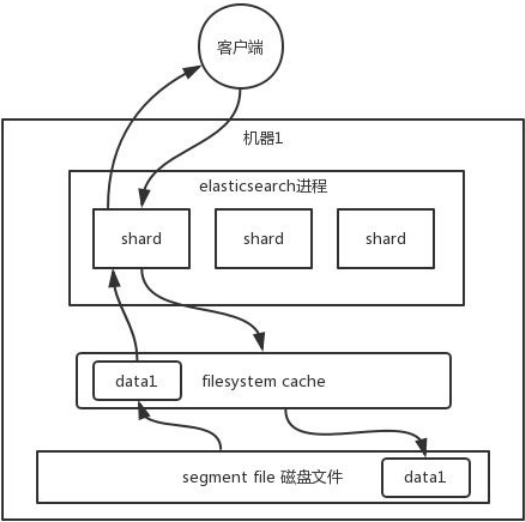 客户端
机器1
elasticsearch进程
shard
shard
shard
data1
filesystem cache
segment file 磁盘文件
data1